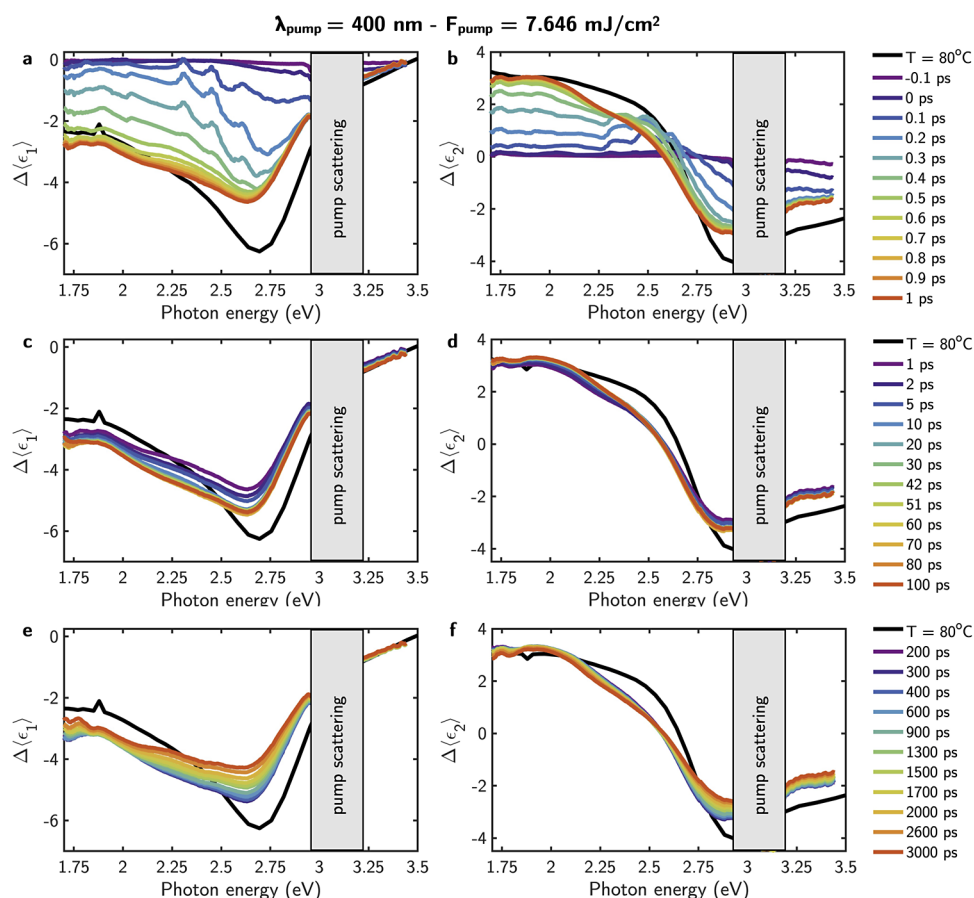 λpump = 400 nm - Fpump = 7.646 mJ/cm²
a
0
-2
-4
-6
Δ⟨ϵ1⟩
pump scattering
1.75 2 2.25 2.5 2.75 3 3.25 3.5
Photon energy (eV)
b
4
2
0
-2
-4
Δ⟨ϵ2⟩
pump scattering
1.75 2 2.25 2.5 2.75 3 3.25 3.5
Photon energy (eV)
T = 80°C
-0.1 ps
0 ps
0.1 ps
0.2 ps
0.3 ps
0.4 ps
0.5 ps
0.6 ps
0.7 ps
0.8 ps
0.9 ps
1 ps
c
0
-2
-4
-6
Δ⟨ϵ1⟩
pump scattering
1.75 2 2.25 2.5 2.75 3 3.25 3.5
Photon energy (eV)
d
4
2
0
-2
-4
Δ⟨ϵ2⟩
pump scattering
1.75 2 2.25 2.5 2.75 3 3.25 3.5
Photon energy (eV)
T = 80°C
1 ps
2 ps
5 ps
10 ps
20 ps
30 ps
42 ps
51 ps
60 ps
70 ps
80 ps
100 ps
e
0
-2
-4
-6
Δ⟨ϵ1⟩
pump scattering
1.75 2 2.25 2.5 2.75 3 3.25 3.5
Photon energy (eV)
f
4
2
0
-2
-4
Δ⟨ϵ2⟩
pump scattering
1.75 2 2.25 2.5 2.75 3 3.25 3.5
Photon energy (eV)
T = 80°C
200 ps
300 ps
400 ps
600 ps
900 ps
1300 ps
1500 ps
1700 ps
2000 ps
2600 ps
3000 ps